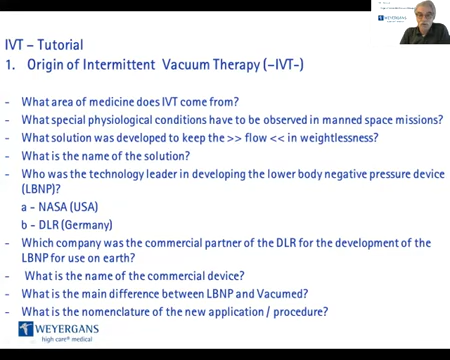 IVT – Tutorial
1. Origin of Intermittent Vacuum Therapy (–IVT-)
- What area of medicine does IVT come from?
- What special physiological conditions have to be observed in manned space missions?
- What solution was developed to keep the >> flow << in weightlessness?
- What is the name of the solution?
- Who was the technology leader in developing the lower body negative pressure device
(LBNP)?
a - NASA (USA)
b - DLR (Germany)
- Which company was the commercial partner of the DLR for the development of the
LBNP for use on earth?
- What is the name of the commercial device?
- What is the main difference between LBNP and Vacumed?
- What is the nomenclature of the new application / procedure?
WEYERGANS
high care® medical
WEYERGANS